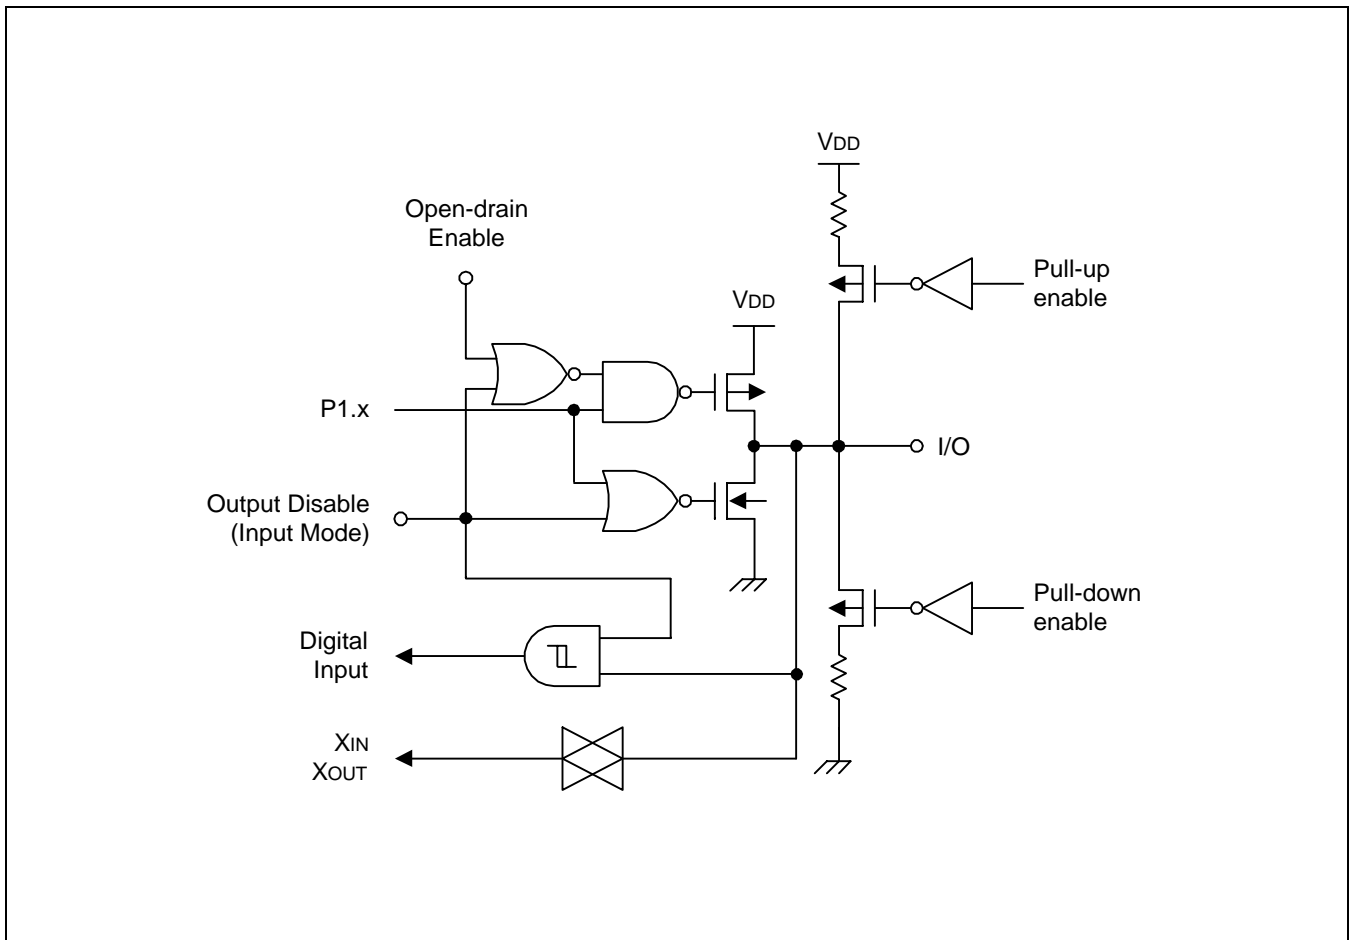 VDD
Open-drain
Enable
Pull-up
enable
VDD
P1.x
I/O
Output Disable
(Input Mode)
Pull-down
enable
Digital
Input
XIN
XOUT